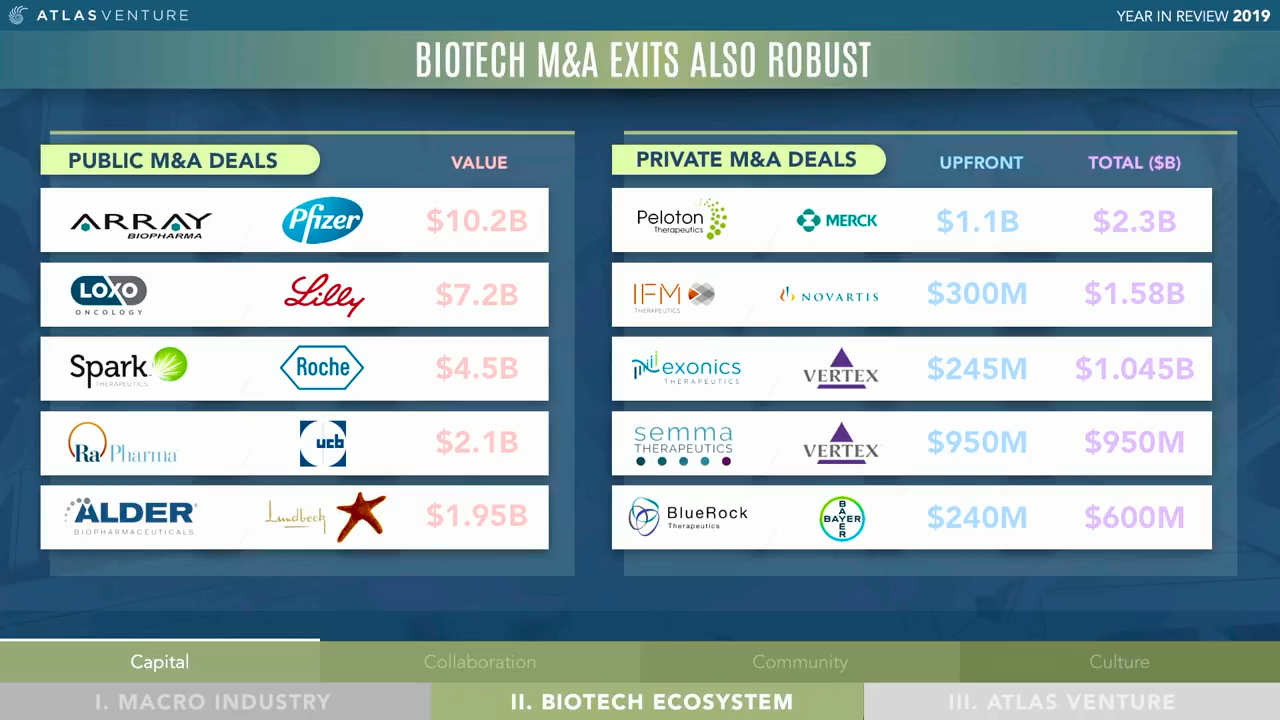 ATLAS VENTURE
YEAR IN REVIEW 2019
BIOTECH M&A EXITS ALSO ROBUST
PUBLIC M&A DEALS VALUE
ARRAY BIOPHARMA Pfizer $10.2B
LOXO ONCOLOGY Lilly $7.2B
Spark THERAPEUTICS Roche $4.5B
Ra Pharma ucb $2.1B
ALDER BIOPHARMACEUTICALS Lundbeck $1.95B
PRIVATE M&A DEALS UPFRONT TOTAL ($B)
Peloton Therapeutics MERCK $1.1B $2.3B
IFM THERAPEUTICS NOVARTIS $300M $1.58B
exonics THERAPEUTICS VERTEX $245M $1.045B
semma THERAPEUTICS VERTEX $950M $950M
BlueRock Therapeutics BAYER BAYER $240M $600M
Capital Collaboration Community Culture
I. MACRO INDUSTRY II. BIOTECH ECOSYSTEM III. ATLAS VENTURE